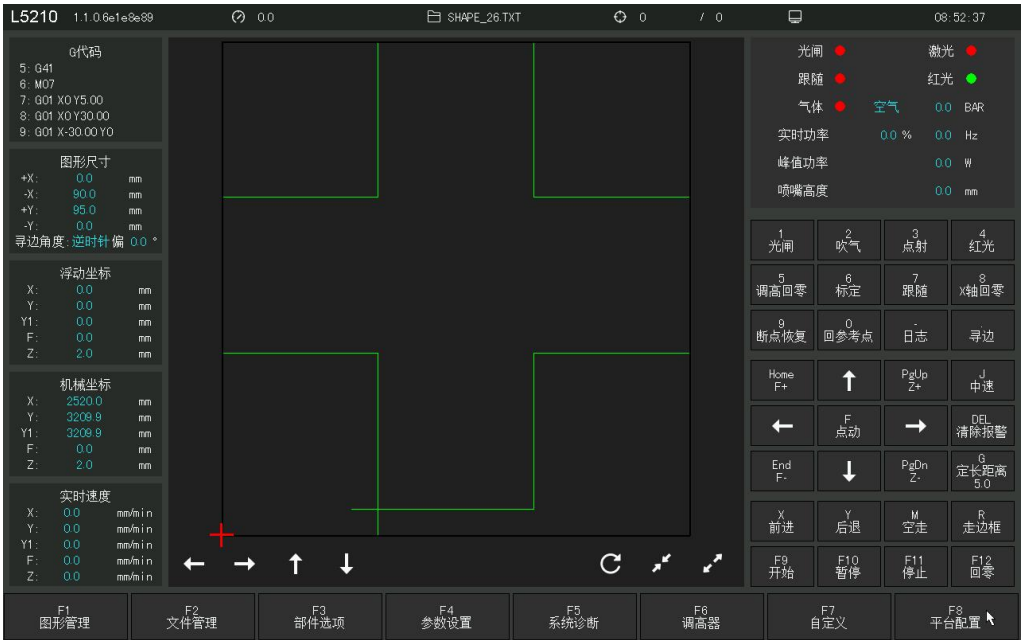 L5210 1.1.0.6e1e8e89 0.0 SHAPE_26.TXT 0 / 0 08:52:37
G代码
5: G41
6: M07
7: G01 X0 Y5.00
8: G01 X0 Y30.00
9: G01 X-30.00 Y0
图形尺寸
+X: 0.0 mm
-X: 90.0 mm
+Y: 95.0 mm
-Y: 0.0 mm
寻边角度: 逆时针偏 0.0 °
浮动坐标
X: 0.0 mm
Y: 0.0 mm
Y1: 0.0 mm
F: 0.0 mm
Z: 2.0 mm
机械坐标
X: 2520.0 mm
Y: 3209.9 mm
Y1: 3209.9 mm
F: 0.0 mm
Z: 2.0 mm
实时速度
X: 0.0 mm/min
Y: 0.0 mm/min
Y1: 0.0 mm/min
F: 0.0 mm/min
Z: 0.0 mm/min
光闸 激光
跟随 红光
气体 空气 0.0 BAR
实时功率 0.0 % 0.0 Hz
峰值功率 0.0 W
喷嘴高度 0.0 mm
1 2 3 4
光闸 吹气 点射 红光
5 6 7 8
调高回零 标定 跟随 X轴回零
9 0 - .
断点恢复 回参考点 日志 寻边
Home PgUp J
F+ Z+ 中速
F DEL
点动 清除报警
End PgDn G
F- Z- 定长距离
5.0
X Y M R
前进 后退 空走 走边框
F9 F10 F11 F12
开始 暂停 停止 回零
F1 F2 F3 F4 F5 F6 F7 F8
图形管理 文件管理 部件选项 参数设置 系统诊断 调高器 自定义 平台配置